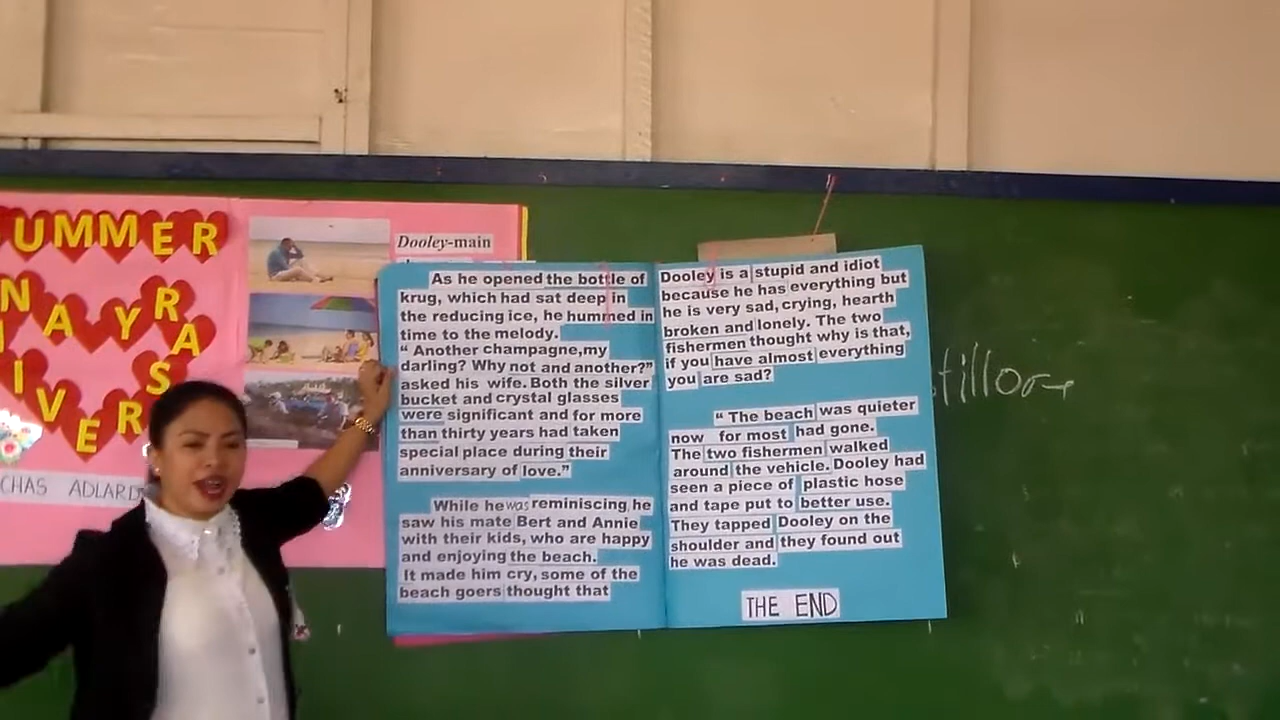 UMMER
CHAS ADLARD
Dooley-main
As he opened the bottle of
krug, which had sat deep in
the reducing ice, he hummed in
time to the melody.
“ Another champagne,my
darling? Why not and another?”
asked his wife. Both the silver
bucket and crystal glasses
were significant and for more
than thirty years had taken
special place during their
anniversary of love.”
While he was reminiscing he
saw his mate Bert and Annie
with their kids, who are happy
and enjoying the beach.
It made him cry, some of the
beach goers thought that
Dooley is a stupid and idiot
because he has everything but
he is very sad, crying, hearth
broken and lonely. The two
fishermen thought why is that,
if you have almost everything
you are sad?
“ The beach was quieter
now for most had gone.
The two fishermen walked
around the vehicle. Dooley had
seen a piece of plastic hose
and tape put to better use.
They tapped Dooley on the
shoulder and they found out
he was dead.
THE END